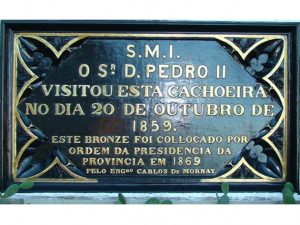 S.M.I.
O Sʀ. D. PEDRO II
VISITOU ESTA CACHOEIRA
NO DIA 20 DE OUTUBRO DE
1859.
ESTE BRONZE FOI COLLOCADO POR
ORDEM DA PRESIDENCIA DA
PROVINCIA EM 1869
PELO ENGRO CARLOS DE MORNAY.